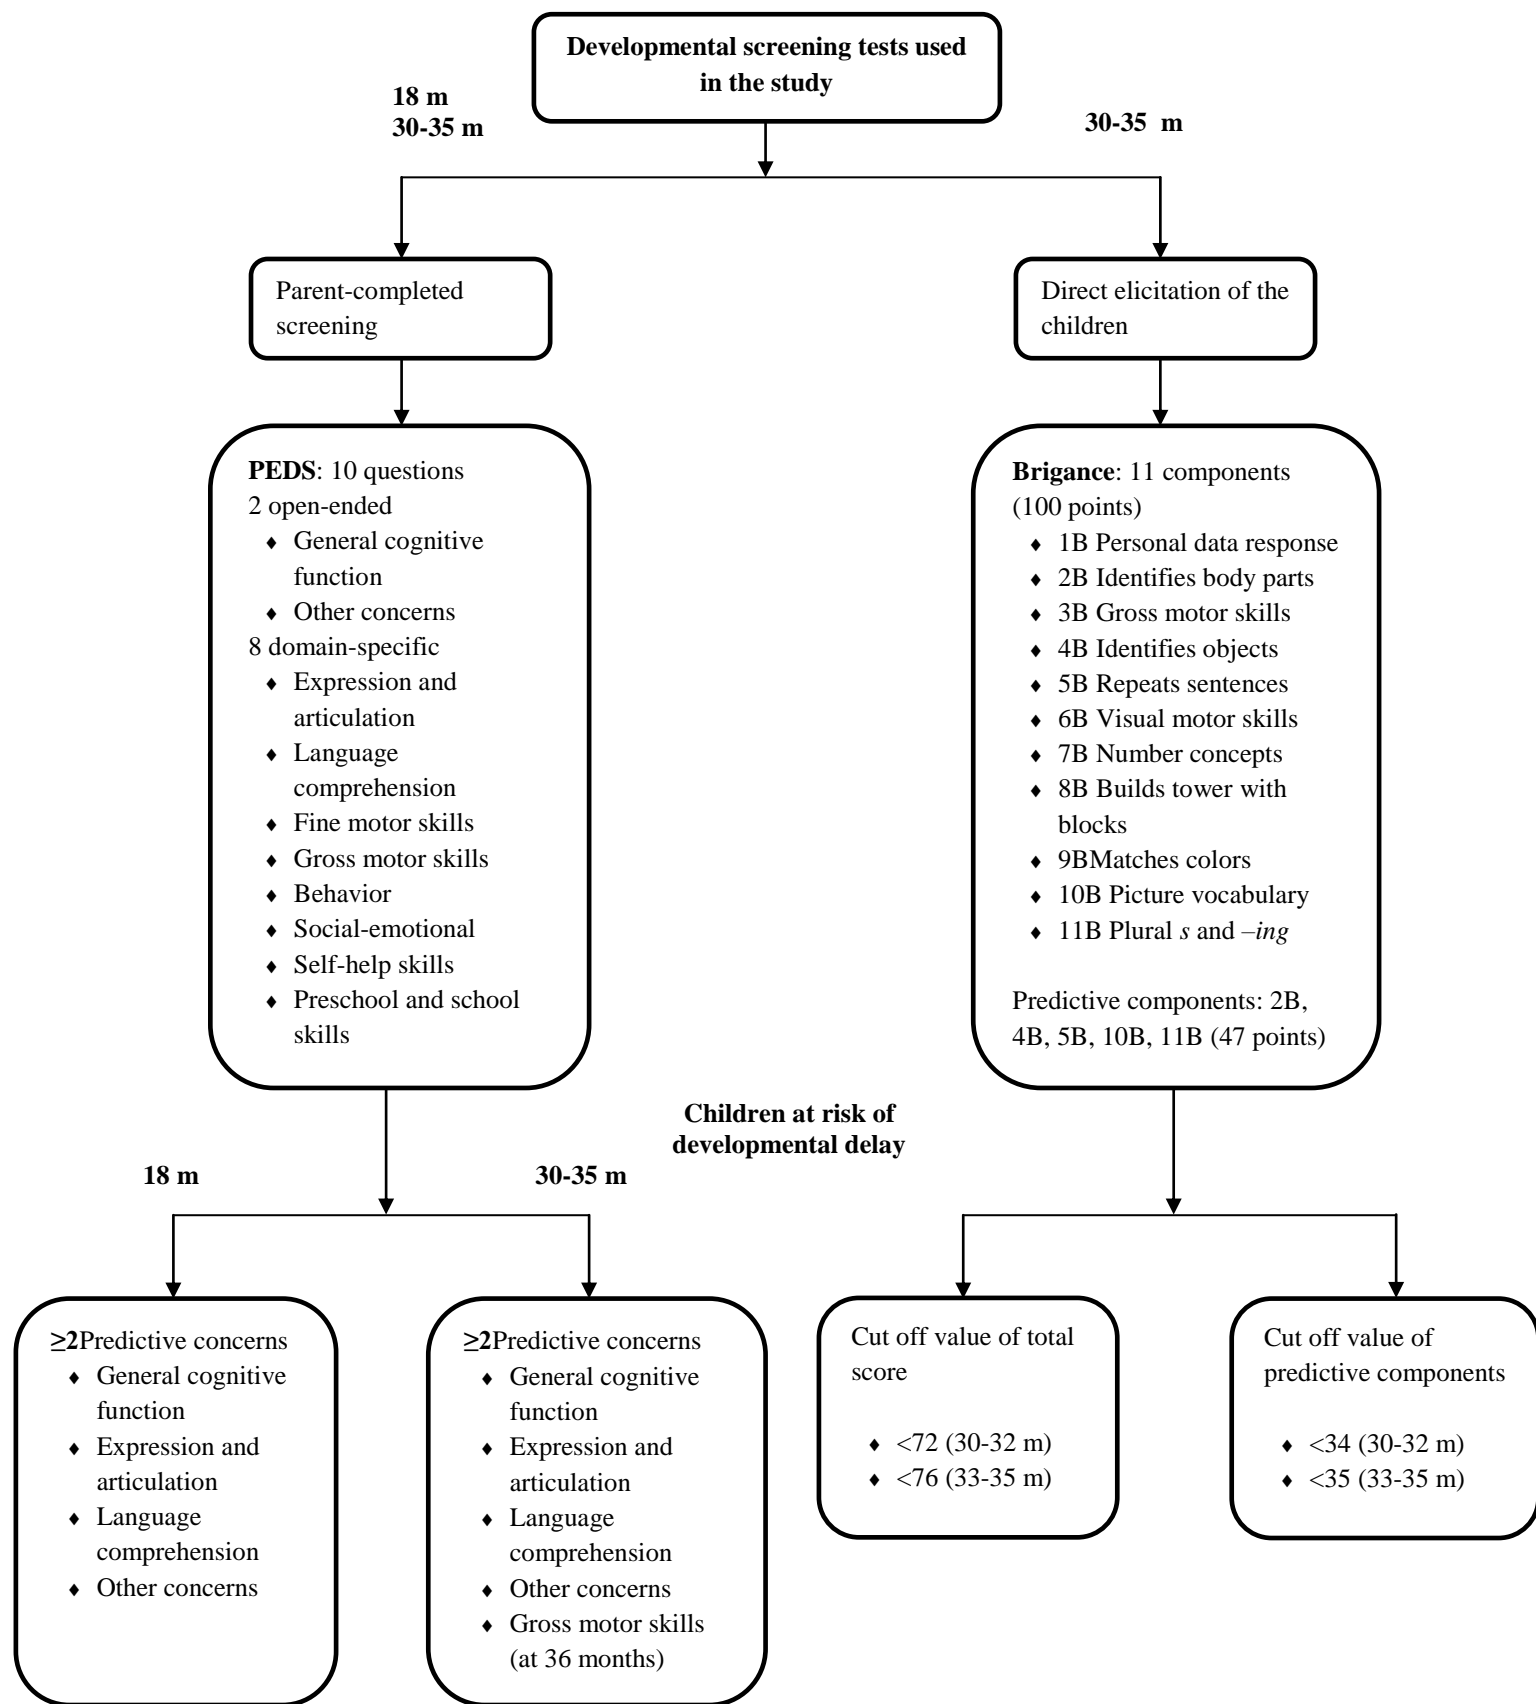 Developmental screening tests used
in the study
18 m
30-35 m
30-35 m
Parent-completed
screening
Direct elicitation of the
children
PEDS: 10 questions
2 open-ended
♦ General cognitive
function
♦ Other concerns
8 domain-specific
♦ Expression and
articulation
♦ Language
comprehension
♦ Fine motor skills
♦ Gross motor skills
♦ Behavior
♦ Social-emotional
♦ Self-help skills
♦ Preschool and school
skills
Brigance: 11 components
(100 points)
♦ 1B Personal data response
♦ 2B Identifies body parts
♦ 3B Gross motor skills
♦ 4B Identifies objects
♦ 5B Repeats sentences
♦ 6B Visual motor skills
♦ 7B Number concepts
♦ 8B Builds tower with
blocks
♦ 9BMatches colors
♦ 10B Picture vocabulary
♦ 11B Plural s and –ing
Predictive components: 2B,
4B, 5B, 10B, 11B (47 points)
Children at risk of
developmental delay
18 m
30-35 m
≥2Predictive concerns
♦ General cognitive
function
♦ Expression and
articulation
♦ Language
comprehension
♦ Other concerns
≥2Predictive concerns
♦ General cognitive
function
♦ Expression and
articulation
♦ Language
comprehension
♦ Other concerns
♦ Gross motor skills
(at 36 months)
Cut off value of total
score
♦ <72 (30-32 m)
♦ <76 (33-35 m)
Cut off value of
predictive components
♦ <34 (30-32 m)
♦ <35 (33-35 m)